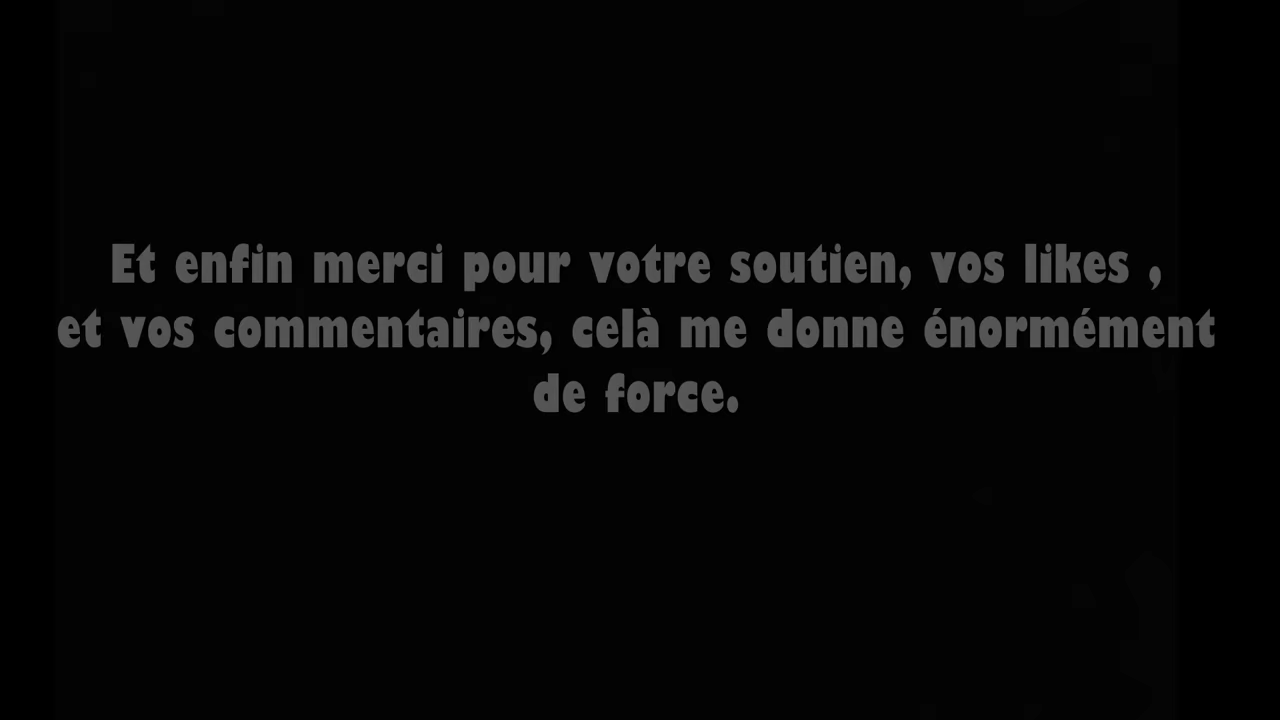 Et enfin merci pour votre soutien, vos likes ,
et vos commentaires, celà me donne énormément
de force.